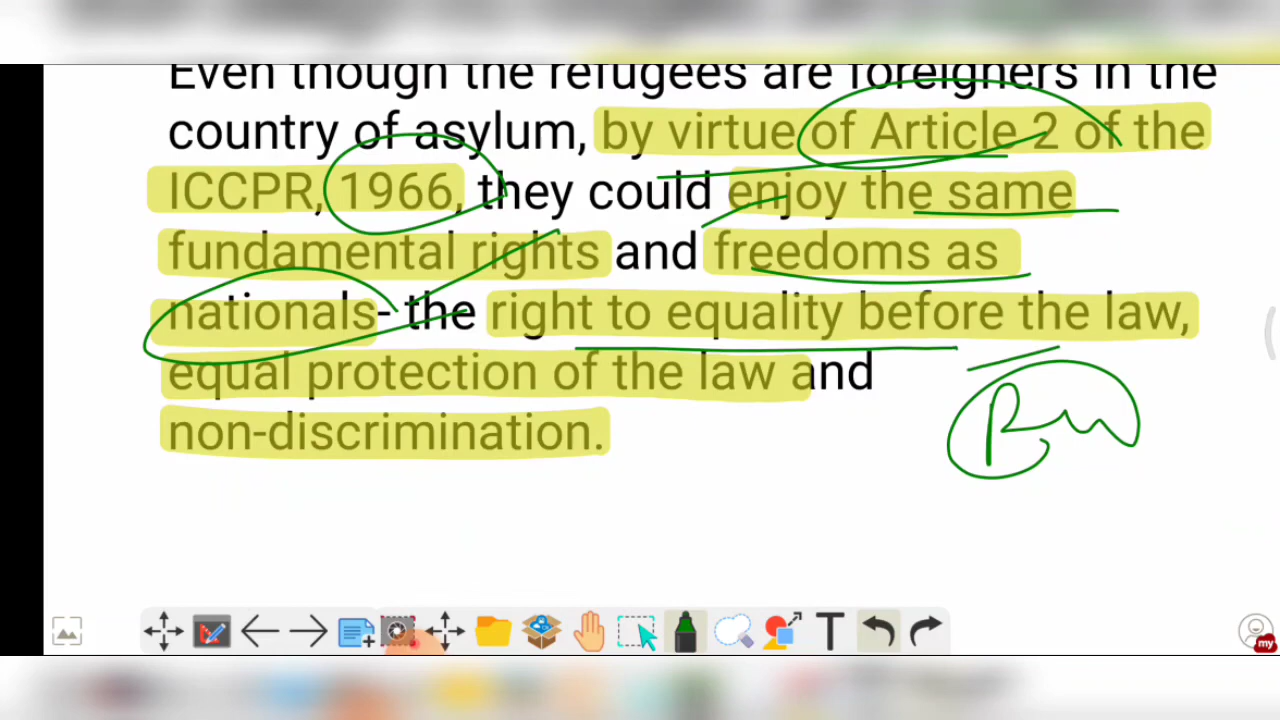 Even though the refugees are foreigners in the
country of asylum, by virtue of Article 2 of the
ICCPR, 1966, they could enjoy the same
fundamental rights and freedoms as
nationals- the right to equality before the law,
equal protection of the law and
non-discrimination.
T
my